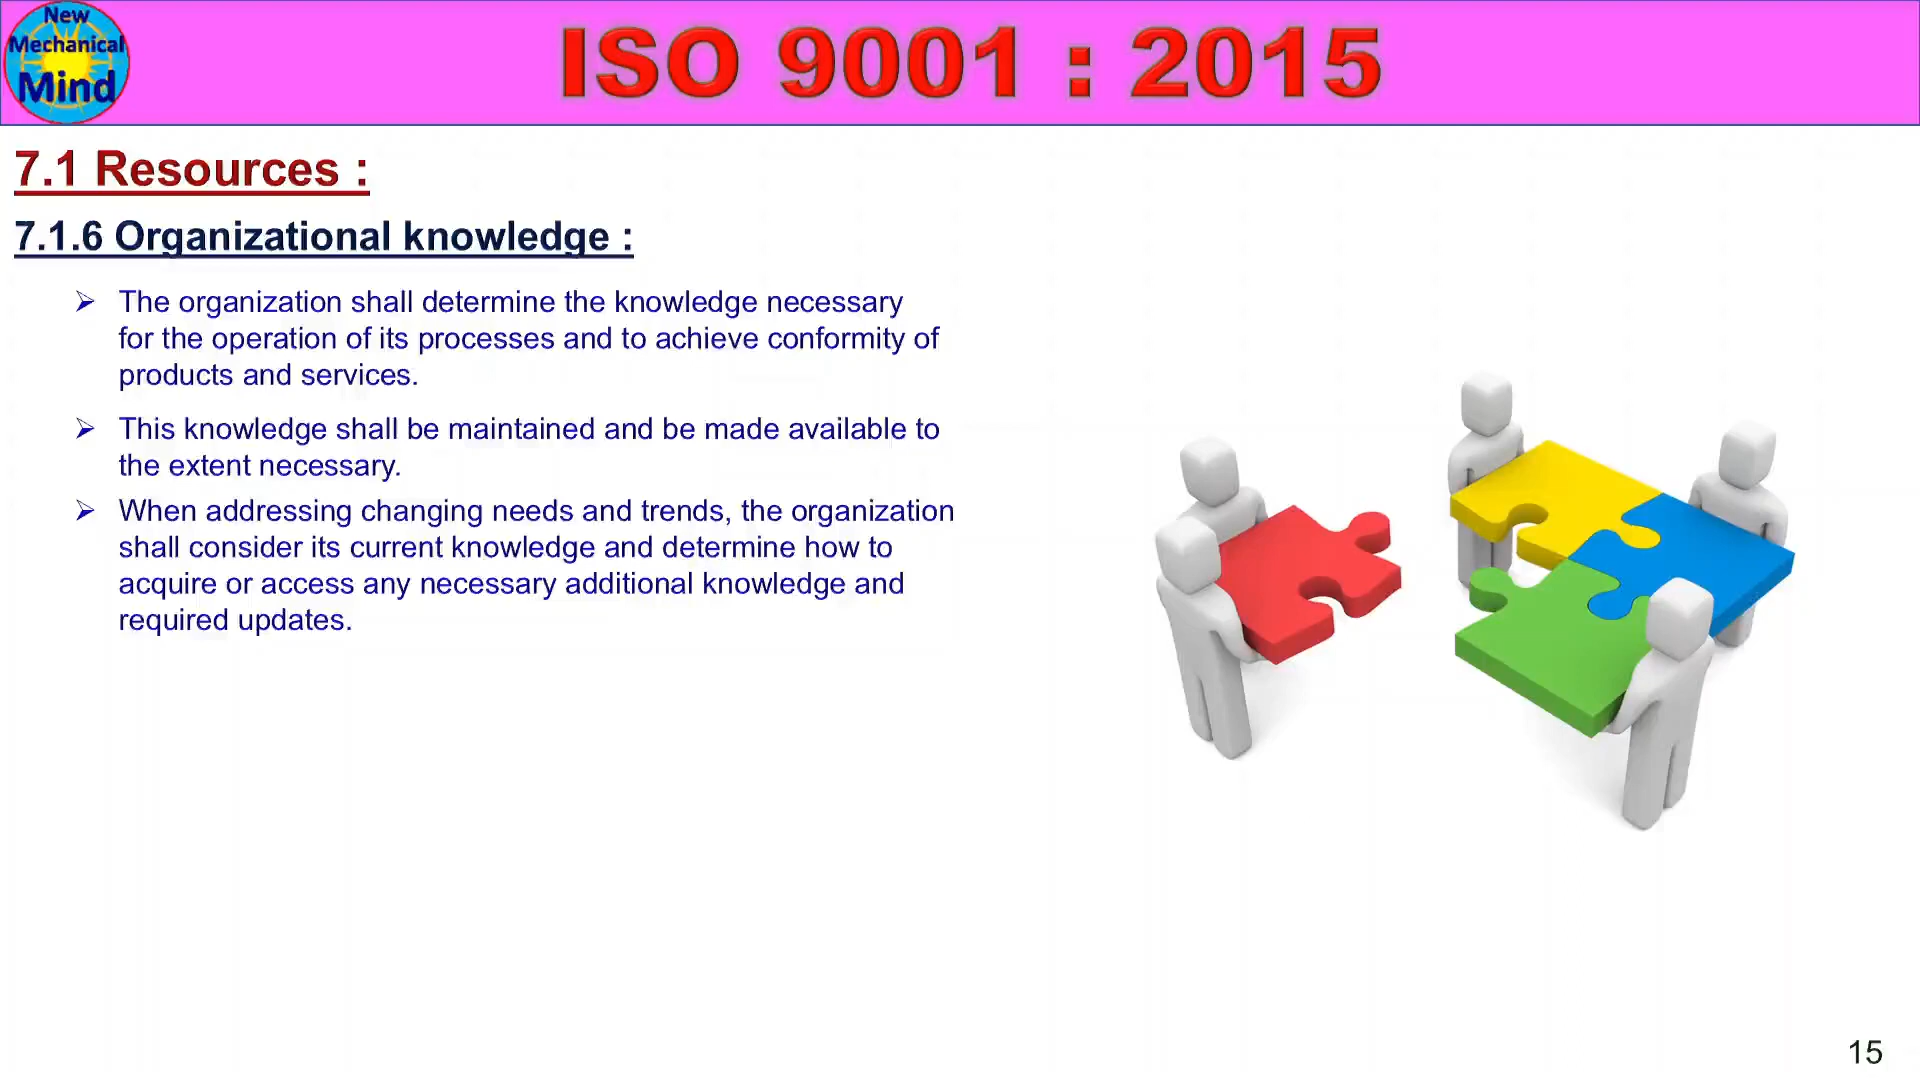 New
Mechanical
Mind
ISO 9001 : 2015
7.1 Resources :
7.1.6 Organizational knowledge :
➢ The organization shall determine the knowledge necessary
for the operation of its processes and to achieve conformity of
products and services.
➢ This knowledge shall be maintained and be made available to
the extent necessary.
➢ When addressing changing needs and trends, the organization
shall consider its current knowledge and determine how to
acquire or access any necessary additional knowledge and
required updates.
15